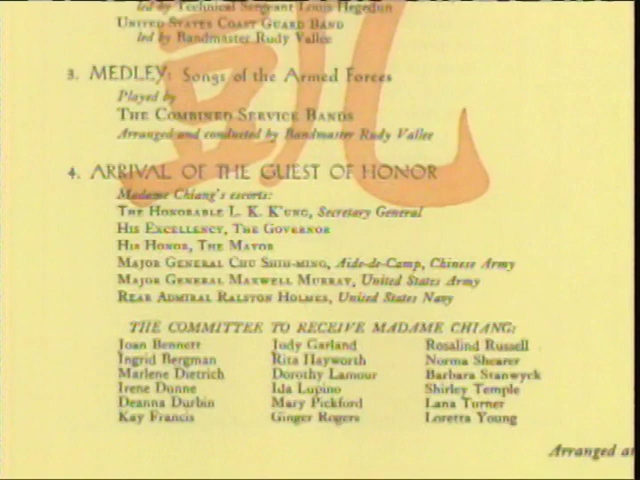 led by Technical Sergeant Louis Hegedun
United States Coast Guard Band
led by Bandmaster Rudy Vallee
3. MEDLEY: Songs of the Armed Forces
Played by
The Combined Service Bands
Arranged and conducted by Bandmaster Rudy Vallee
凱
4. ARRIVAL OF THE GUEST OF HONOR
Madame Chiang's escorts:
The Honorable L. K. K'ung, Secretary General
His Excellency, The Governor
His Honor, The Mayor
Major General Chu Shih-ming, Aide-de-Camp, Chinese Army
Major General Maxwell Murray, United States Army
Rear Admiral Ralston Holmes, United States Navy
THE COMMITTEE TO RECEIVE MADAME CHIANG:
Joan Bennett Judy Garland Rosalind Russell
Ingrid Bergman Rita Hayworth Norma Shearer
Marlene Dietrich Dorothy Lamour Barbara Stanwyck
Irene Dunne Ida Lupino Shirley Temple
Deanna Durbin Mary Pickford Lana Turner
Kay Francis Ginger Rogers Loretta Young
Arranged a